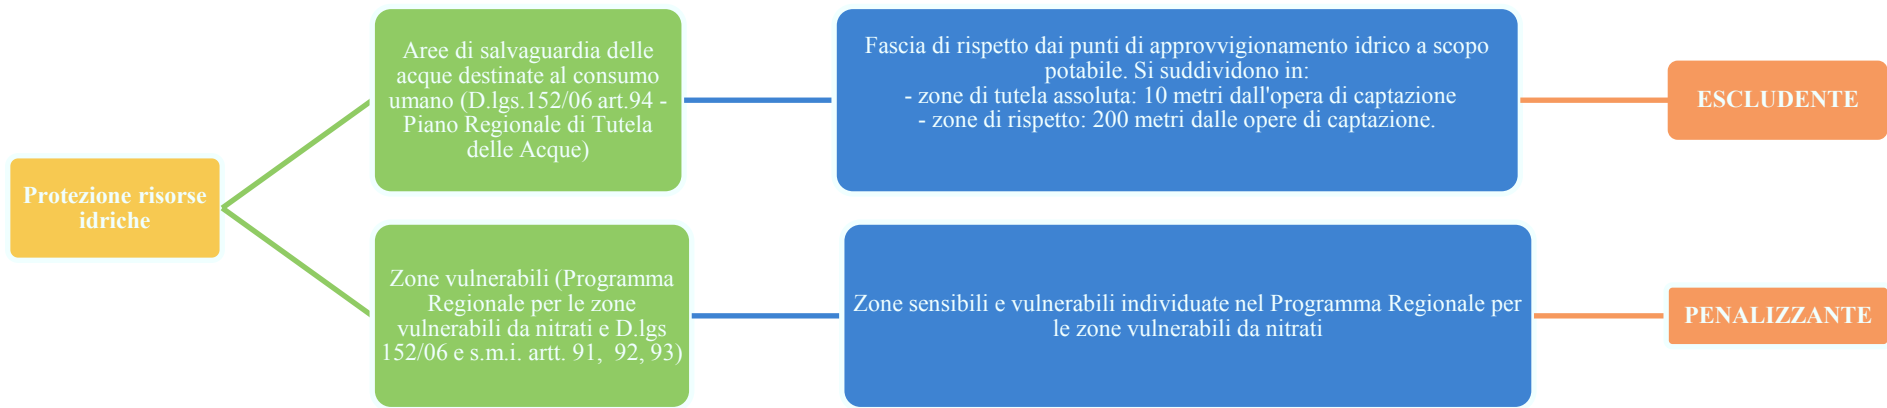 Protezione risorse
idriche
Aree di salvaguardia delle
acque destinate al consumo
umano (D.lgs.152/06 art.94 -
Piano Regionale di Tutela
delle Acque)
Fascia di rispetto dai punti di approvvigionamento idrico a scopo
potabile. Si suddividono in:
- zone di tutela assoluta: 10 metri dall'opera di captazione
- zone di rispetto: 200 metri dalle opere di captazione.
ESCLUDENTE
Zone vulnerabili (Programma
Regionale per le zone
vulnerabili da nitrati e D.lgs
152/06 e s.m.i. artt. 91, 92, 93)
Zone sensibili e vulnerabili individuate nel Programma Regionale per
le zone vulnerabili da nitrati
PENALIZZANTE